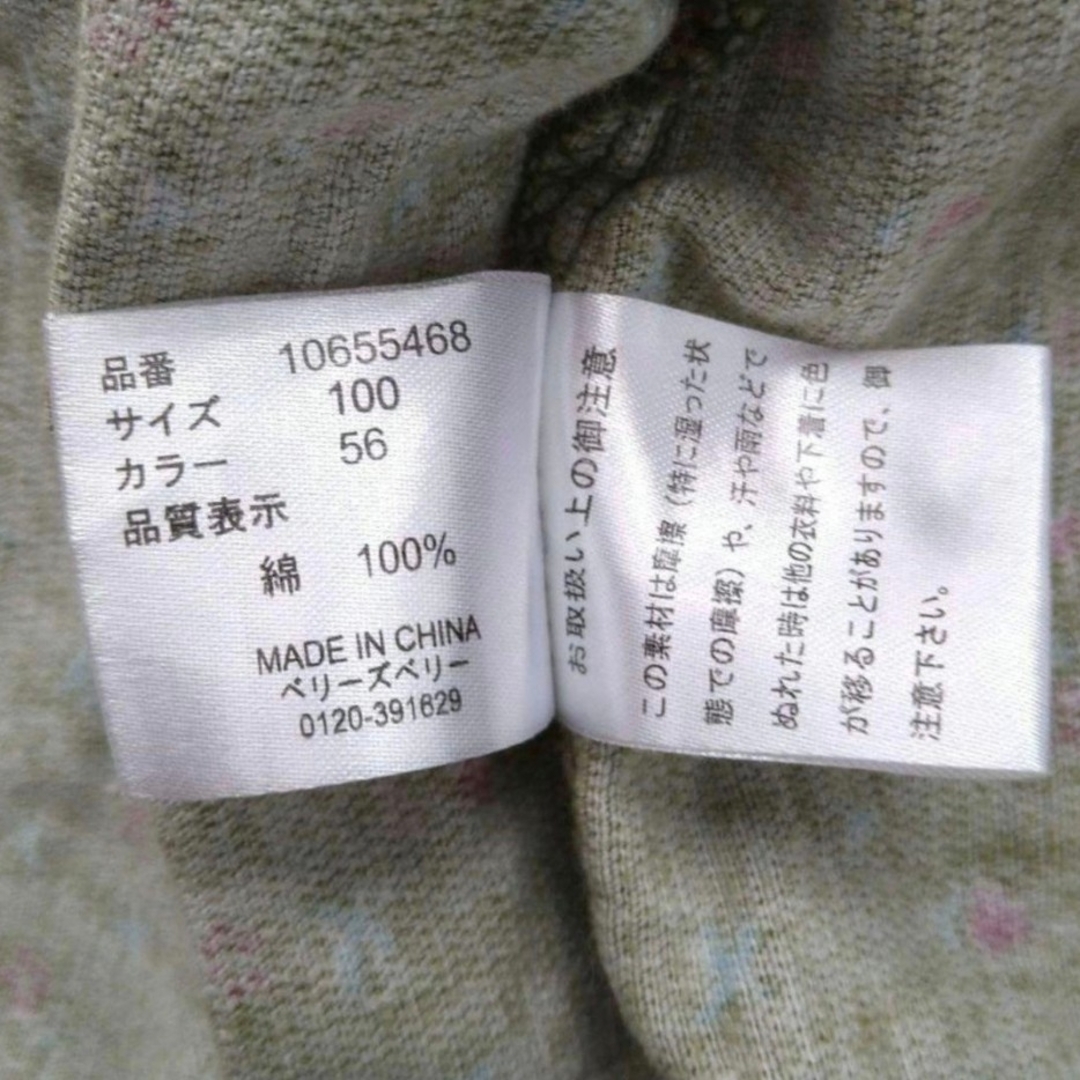 品番 10655468
サイズ 100
カラー 56
品質表示
綿 100%
MADE IN CHINA
ベリーズベリー
0120-391629
お取扱い上の御注意
この素材は摩擦（特に湿った状
態での摩擦）や、汗や雨などで
ぬれた時は他の衣料や下着に色
が移ることがありますので、御
注意下さい。